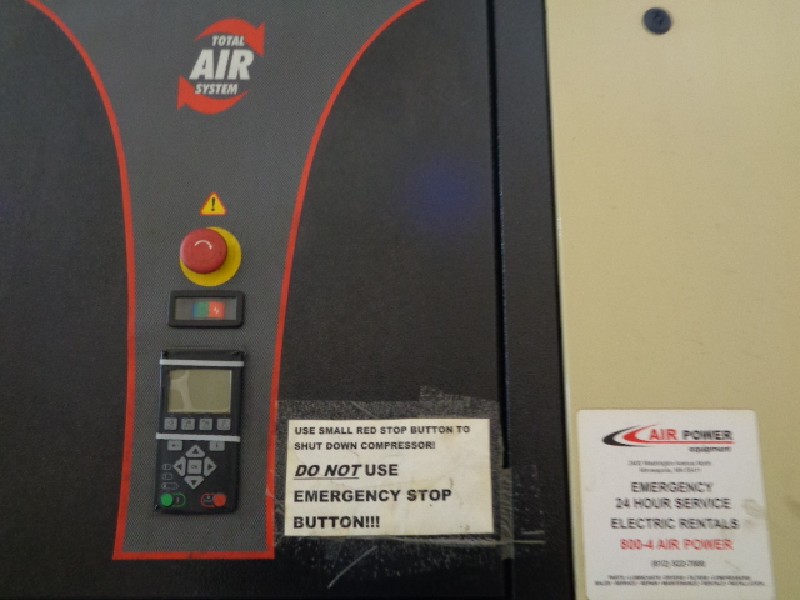 TOTAL
AIR
SYSTEM
USE SMALL RED STOP BUTTON TO
SHUT DOWN COMPRESSOR!
DO NOT USE
EMERGENCY STOP
BUTTON!!!
AIR POWER
equipment
EMERGENCY
24 HOUR SERVICE
ELECTRIC RENTALS
800-4 AIR POWER